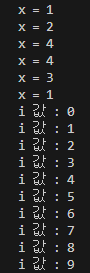 x = 1
x = 2
x = 4
x = 4
x = 3
x = 1
i 값 : 0
i 값 : 1
i 값 : 2
i 값 : 3
i 값 : 4
i 값 : 5
i 값 : 6
i 값 : 7
i 값 : 8
i 값 : 9